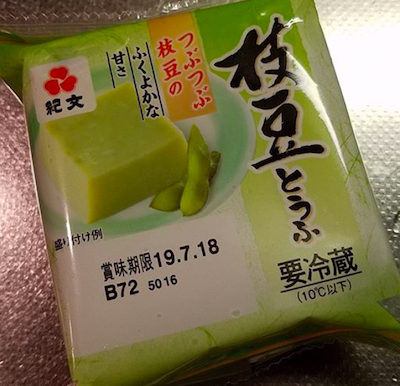 紀文
つぶつぶ
枝豆の
ふくよかな
甘さ
枝豆とうふ
盛り付け例
賞味期限19.7.18
B72 5016
要冷蔵
(10℃以下)